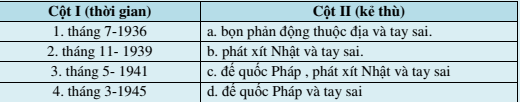 Cột I (thời gian) Cột II (kẻ thù)
1. tháng 7-1936 a. bọn phản động thuộc địa và tay sai.
2. tháng 11- 1939 b. phát xít Nhật và tay sai.
3. tháng 5- 1941 c. đế quốc Pháp , phát xít Nhật và tay sai
4. tháng 3-1945 d. đế quốc Pháp và tay sai